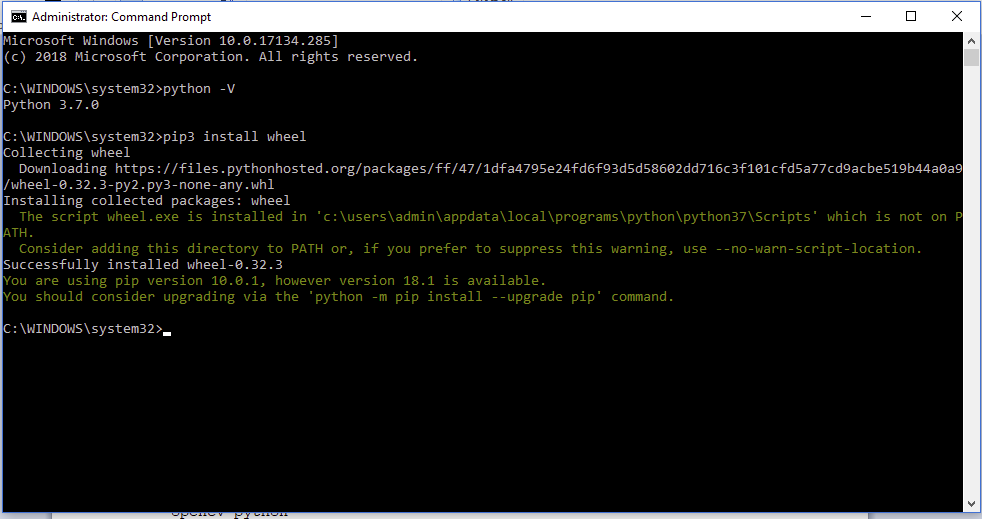 Administrator: Command Prompt
Microsoft Windows [Version 10.0.17134.285]
(c) 2018 Microsoft Corporation. All rights reserved.
C:\WINDOWS\system32>python -V
Python 3.7.0
C:\WINDOWS\system32>pip3 install wheel
Collecting wheel
  Downloading https://files.pythonhosted.org/packages/ff/47/1dfa4795e24fd6f93d5d58602dd716c3f101cfd5a77cd9acbe519b44a0a9
/wheel-0.32.3-py2.py3-none-any.whl
Installing collected packages: wheel
  The script wheel.exe is installed in 'c:\users\admin\appdata\local\programs\python\python37\Scripts' which is not on P
ATH.
  Consider adding this directory to PATH or, if you prefer to suppress this warning, use --no-warn-script-location.
Successfully installed wheel-0.32.3
You are using pip version 10.0.1, however version 18.1 is available.
You should consider upgrading via the 'python -m pip install --upgrade pip' command.
C:\WINDOWS\system32>